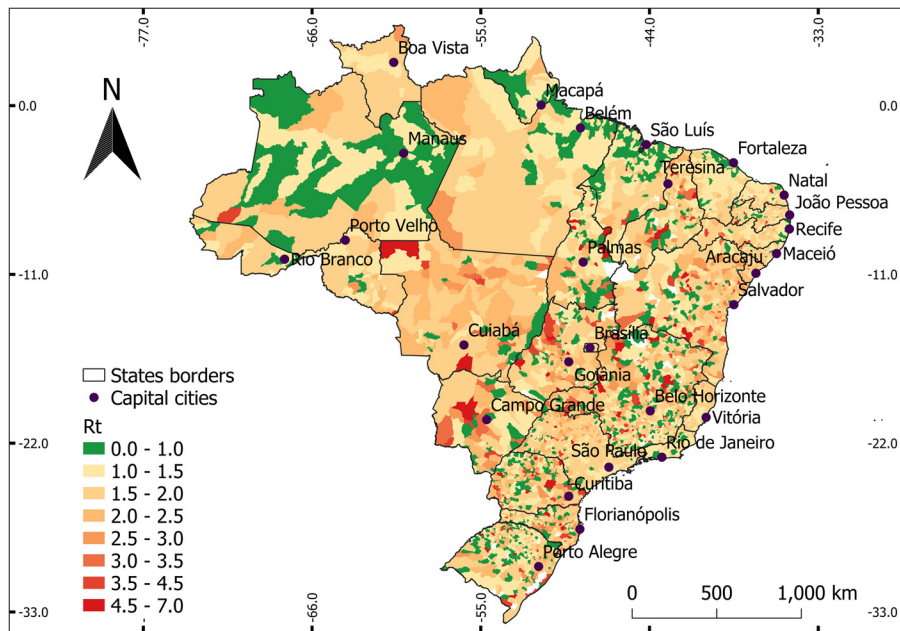 -77.0 -66.0 -55.0 -44.0 -33.0
Boa Vista
N
0.0 Macapá 0.0
Belém
Manaus São Luís
Fortaleza
Teresina
Natal
João Pessoa
Porto Velho Recife
Palmas Maceió
Rio Branco Aracaju
-11.0 -11.0
Salvador
Cuiabá Brasília
States borders Goiânia
Capital cities Campo Grande Belo Horizonte
Vitória
Rt
-22.0 Rio de Janeiro -22.0
0.0 - 1.0 São Paulo
1.0 - 1.5
1.5 - 2.0 Curitiba
2.0 - 2.5 Florianópolis
2.5 - 3.0
3.0 - 3.5 Porto Alegre
3.5 - 4.5 0 500 1,000 km
4.5 - 7.0
-33.0 -33.0
-66.0 -55.0 -44.0